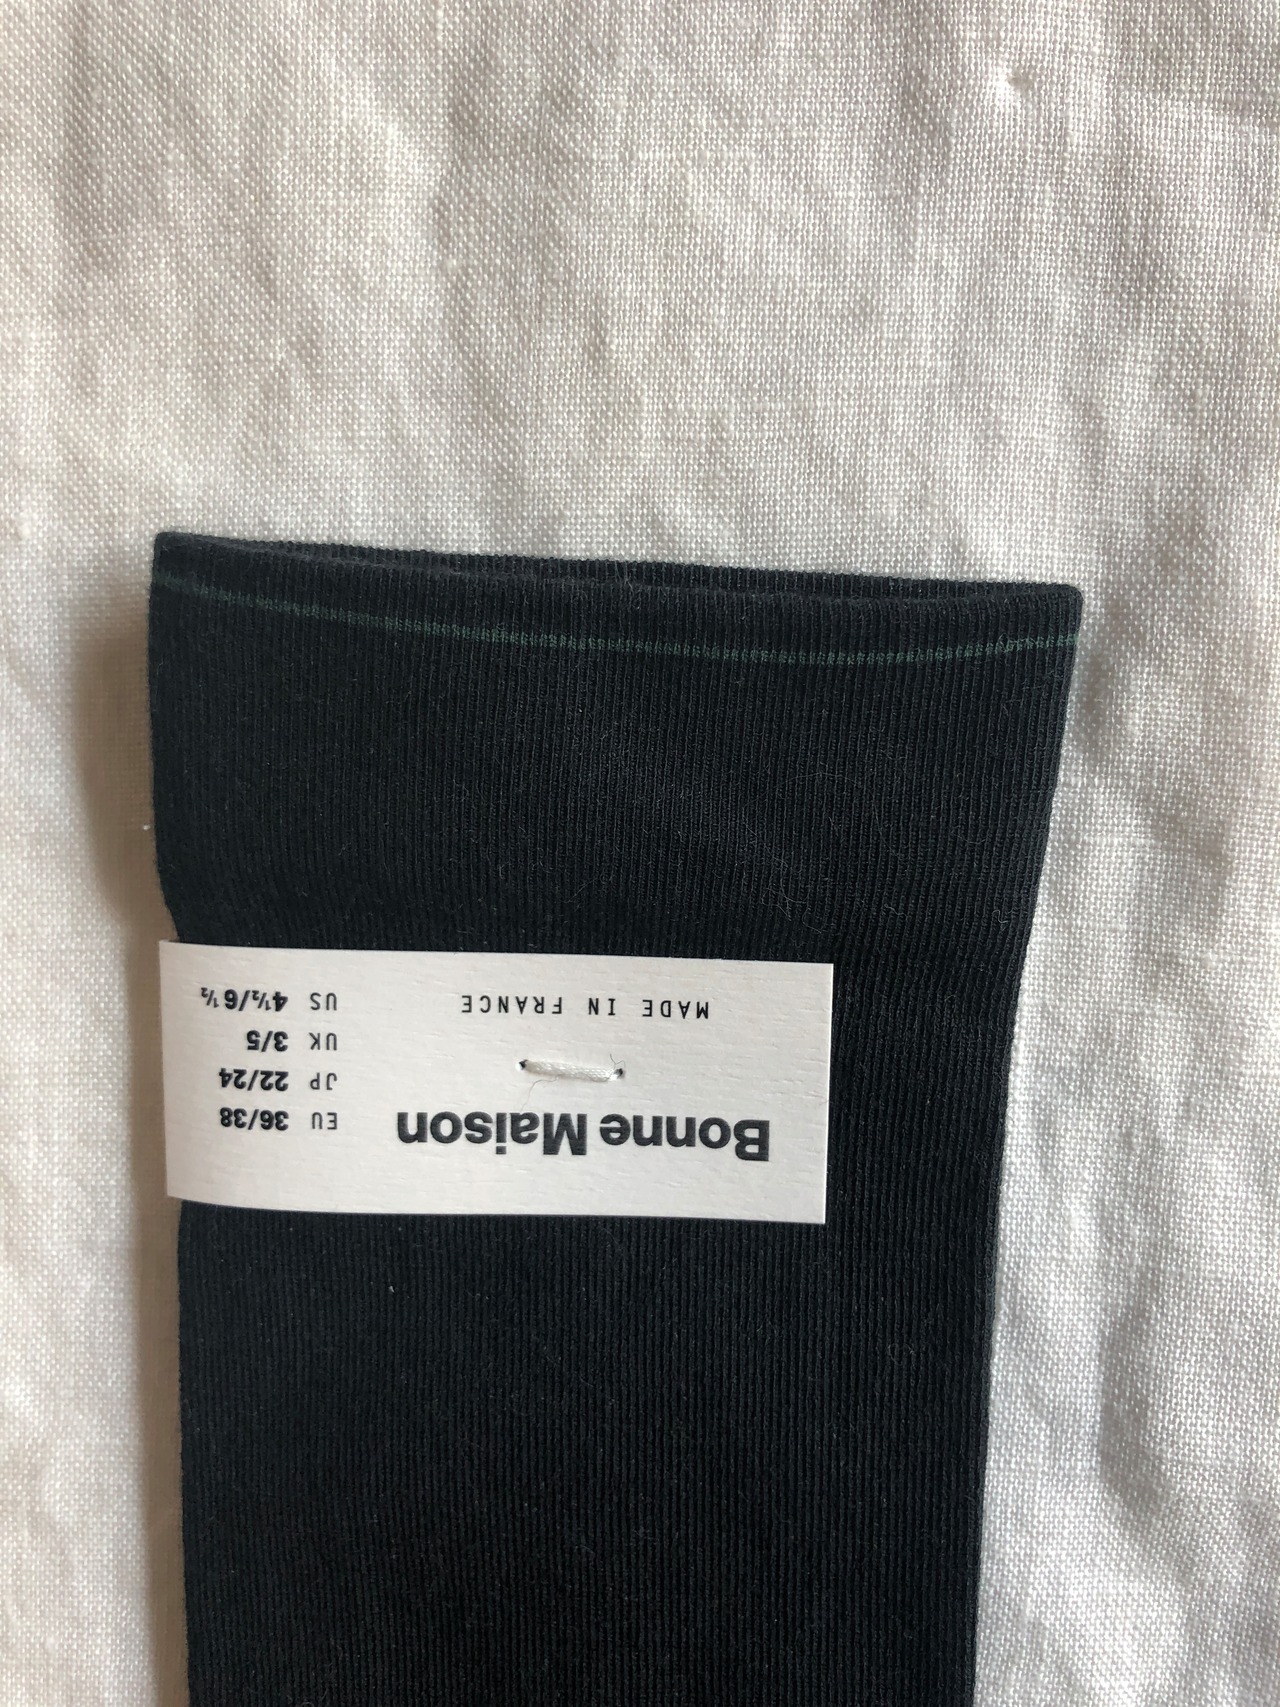 Bonne Maison
MADE IN FRANCE
EU 36/38
JP 22/24
UK 3/5
US 4½/6½